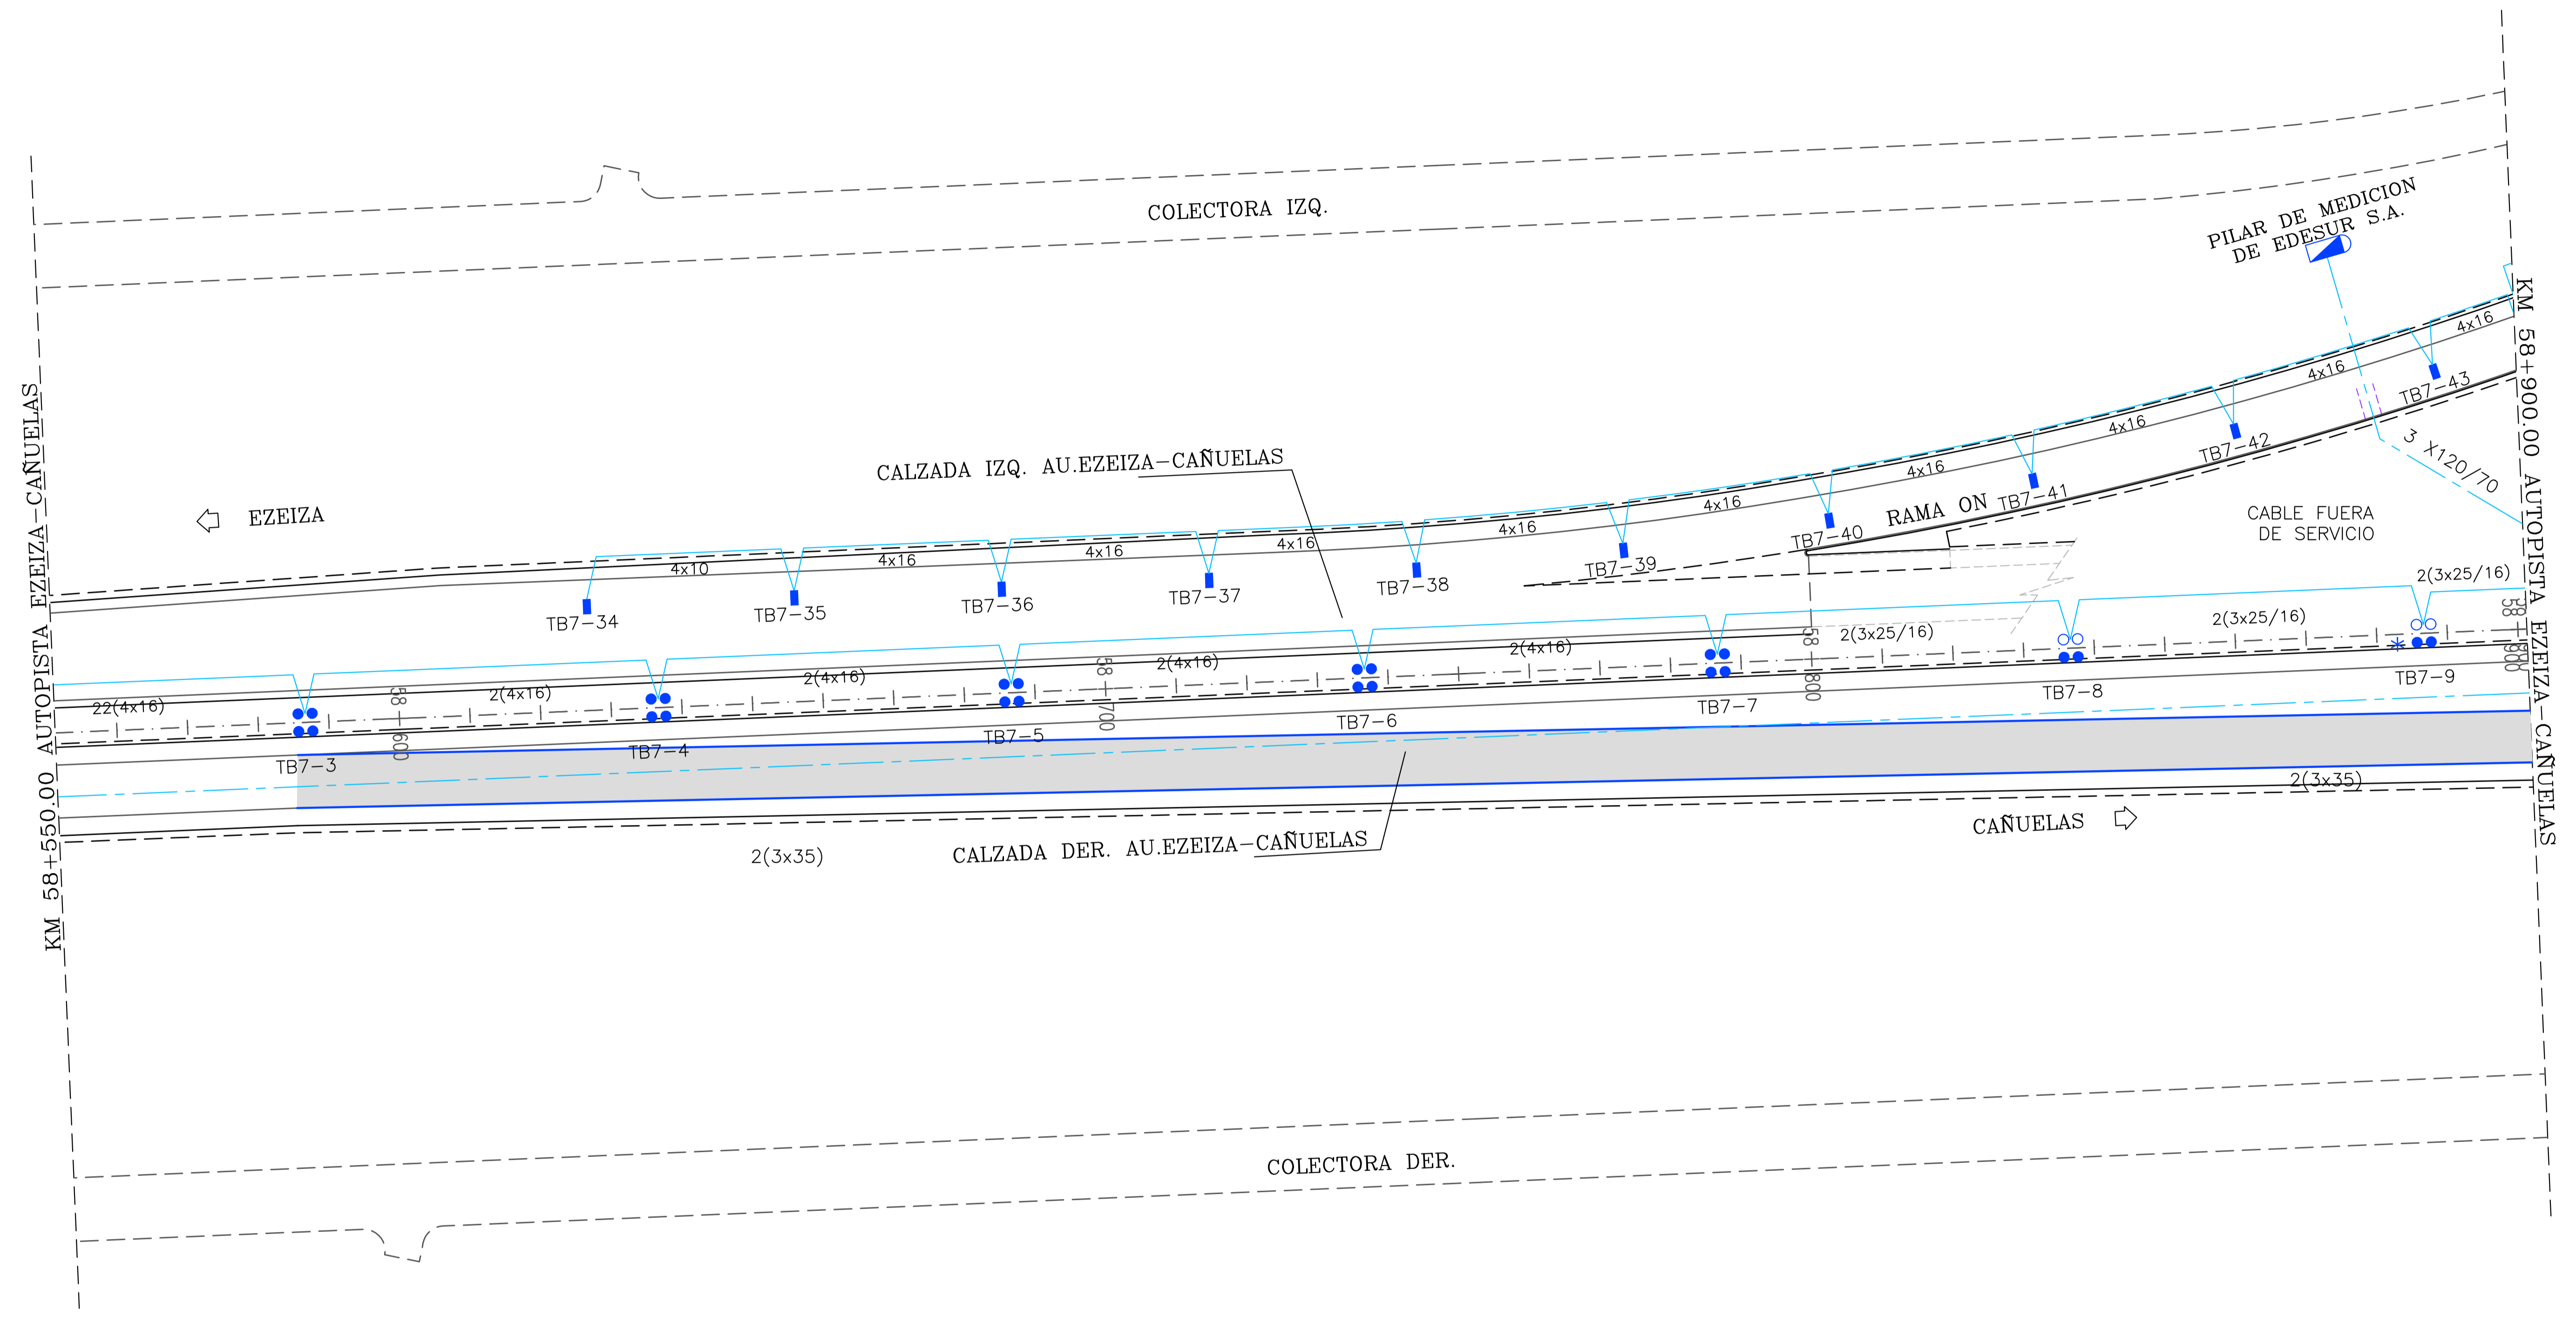 COLECTORA IZQ.
PILAR DE MEDICION
DE EDESUR S.A.
KM 58+900.00 AUTOPISTA EZEIZA-CAÑUELAS
KM 58+550.00 AUTOPISTA EZEIZA-CAÑUELAS
4x16
4x16
TB7-43
4x16
TB7-42
3 X120/70
CALZADA IZQ. AU.EZEIZA-CAÑUELAS
4x16
TB7-41
RAMA ON
EZEIZA
4x16
TB7-40
CABLE FUERA
DE SERVICIO
4x10
4x16
4x16
4x16
4x16
TB7-34
TB7-35
TB7-36
TB7-37
TB7-38
TB7-39
2(3x25/16)
2(3x25/16)
2(3x25/16)
22(4x16)
2(4x16)
2(4x16)
2(4x16)
2(4x16)
58-600
58-700
58-800
TB7-3
TB7-4
TB7-5
TB7-6
TB7-7
TB7-8
TB7-9
*
2(3x35)
CAÑUELAS
2(3x35)
CALZADA DER. AU.EZEIZA-CAÑUELAS
COLECTORA DER.